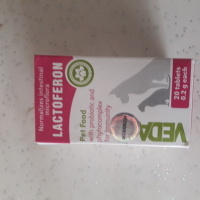 Normalizes intestinal
microflora
LACTOFERON
Pet Food
with probiotic and
phytocomplex
VEDA
20 tablets
0.2 g each